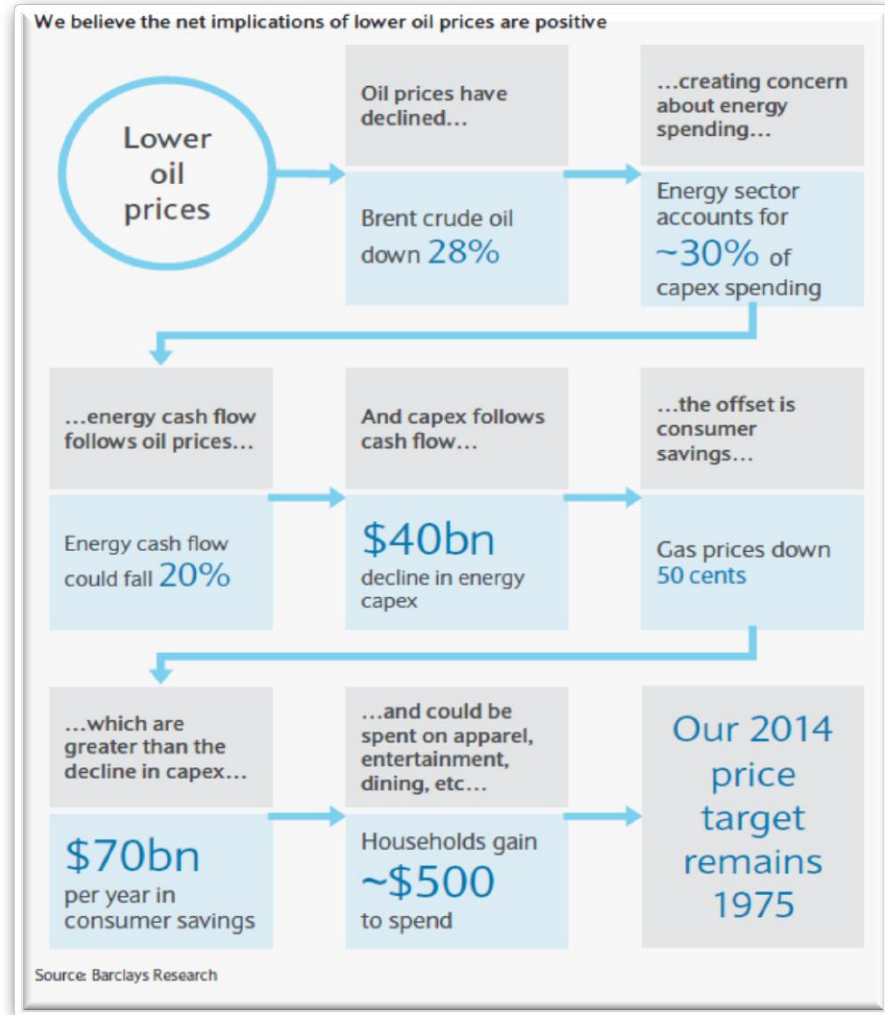 We believe the net implications of lower oil prices are positive
Lower
oil
prices
Oil prices have
declined...
Brent crude oil
down 28%
...creating concern
about energy
spending...
Energy sector
accounts for
~30% of
capex spending
...energy cash flow
follows oil prices...
Energy cash flow
could fall 20%
And capex follows
cash flow...
$40bn
decline in energy
capex
...the offset is
consumer
savings...
Gas prices down
50 cents
...which are
greater than the
decline in capex...
$70bn
per year in
consumer savings
...and could be
spent on apparel,
entertainment,
dining, etc...
Households gain
~$500
to spend
Our 2014
price
target
remains
1975
Source: Barclays Research